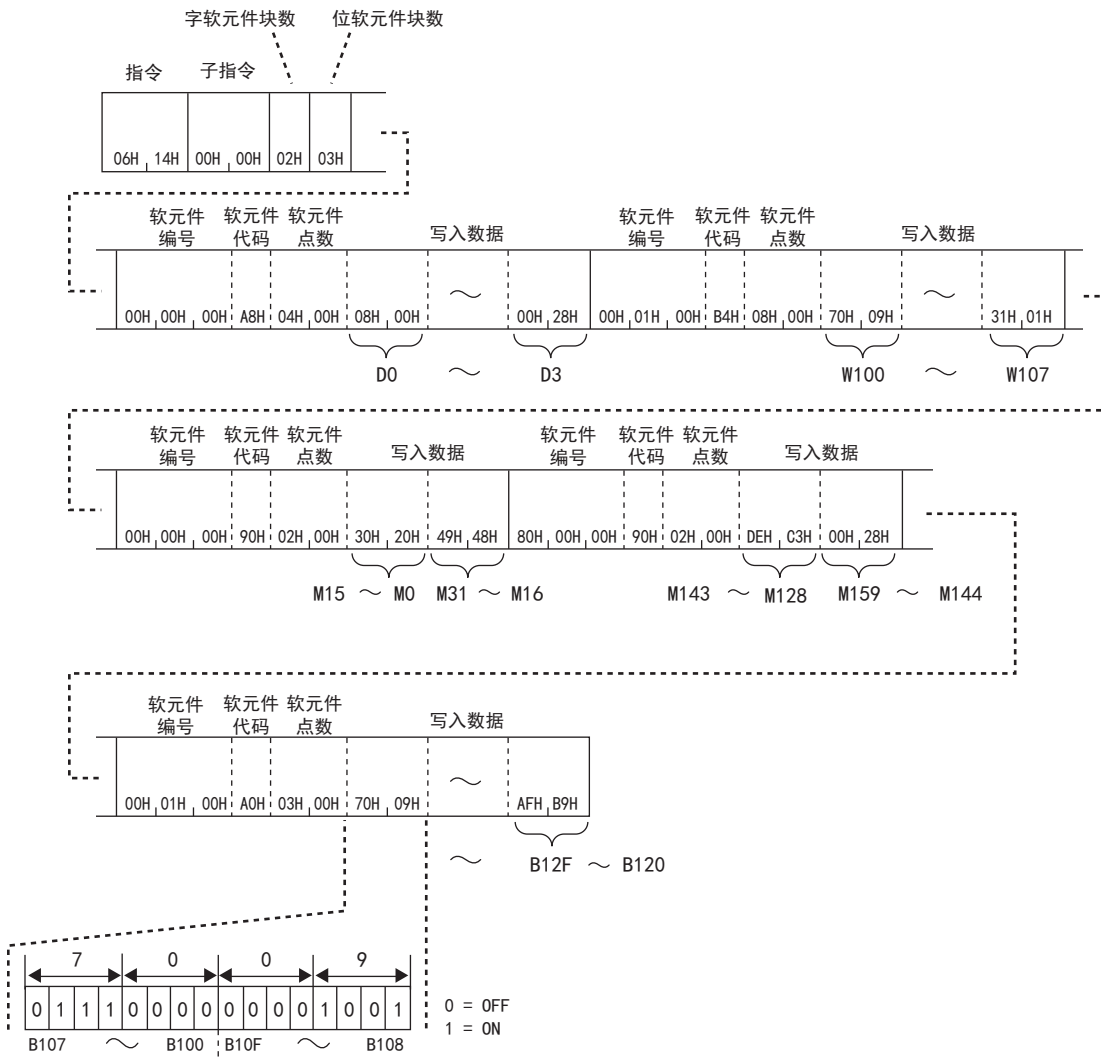 字软元件块数 位软元件块数
指令 子指令
06H 14H 00H 00H 02H 03H
软元件 软元件 软元件 软元件 软元件 软元件
编号 代码 点数 写入数据 编号 代码 点数 写入数据
00H 00H 00H A8H 04H 00H 08H 00H ～ 00H 28H 00H 01H 00H B4H 08H 00H 70H 09H ～ 31H 01H
D0 ～ D3 W100 ～ W107
软元件 软元件 软元件 软元件 软元件 软元件
编号 代码 点数 写入数据 编号 代码 点数 写入数据
00H 00H 00H 90H 02H 00H 30H 20H 49H 48H 80H 00H 00H 90H 02H 00H DEH C3H 00H 28H
M15 ～ M0 M31 ～ M16 M143 ～ M128 M159 ～ M144
软元件 软元件 软元件
编号 代码 点数 写入数据
00H 01H 00H A0H 03H 00H 70H 09H ～ AFH B9H
～ B12F ～ B120
7 0 0 9
0 1 1 1 0 0 0 0 0 0 0 0 1 0 0 1
0 = OFF
1 = ON
B107 ～ B100 B10F ～ B108